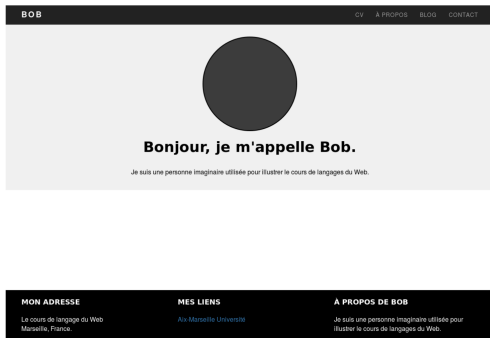 BOB
CV
À PROPOS
BLOG
CONTACT
Bonjour, je m'appelle Bob.
Je suis une personne imaginaire utilisée pour illustrer le cours de langages du Web.
MON ADRESSE
Le cours de langage du Web
Marseille, France.
MES LIENS
Aix-Marseille Université
À PROPOS DE BOB
Je suis une personne imaginaire utilisée pour
illustrer le cours de langages du Web.